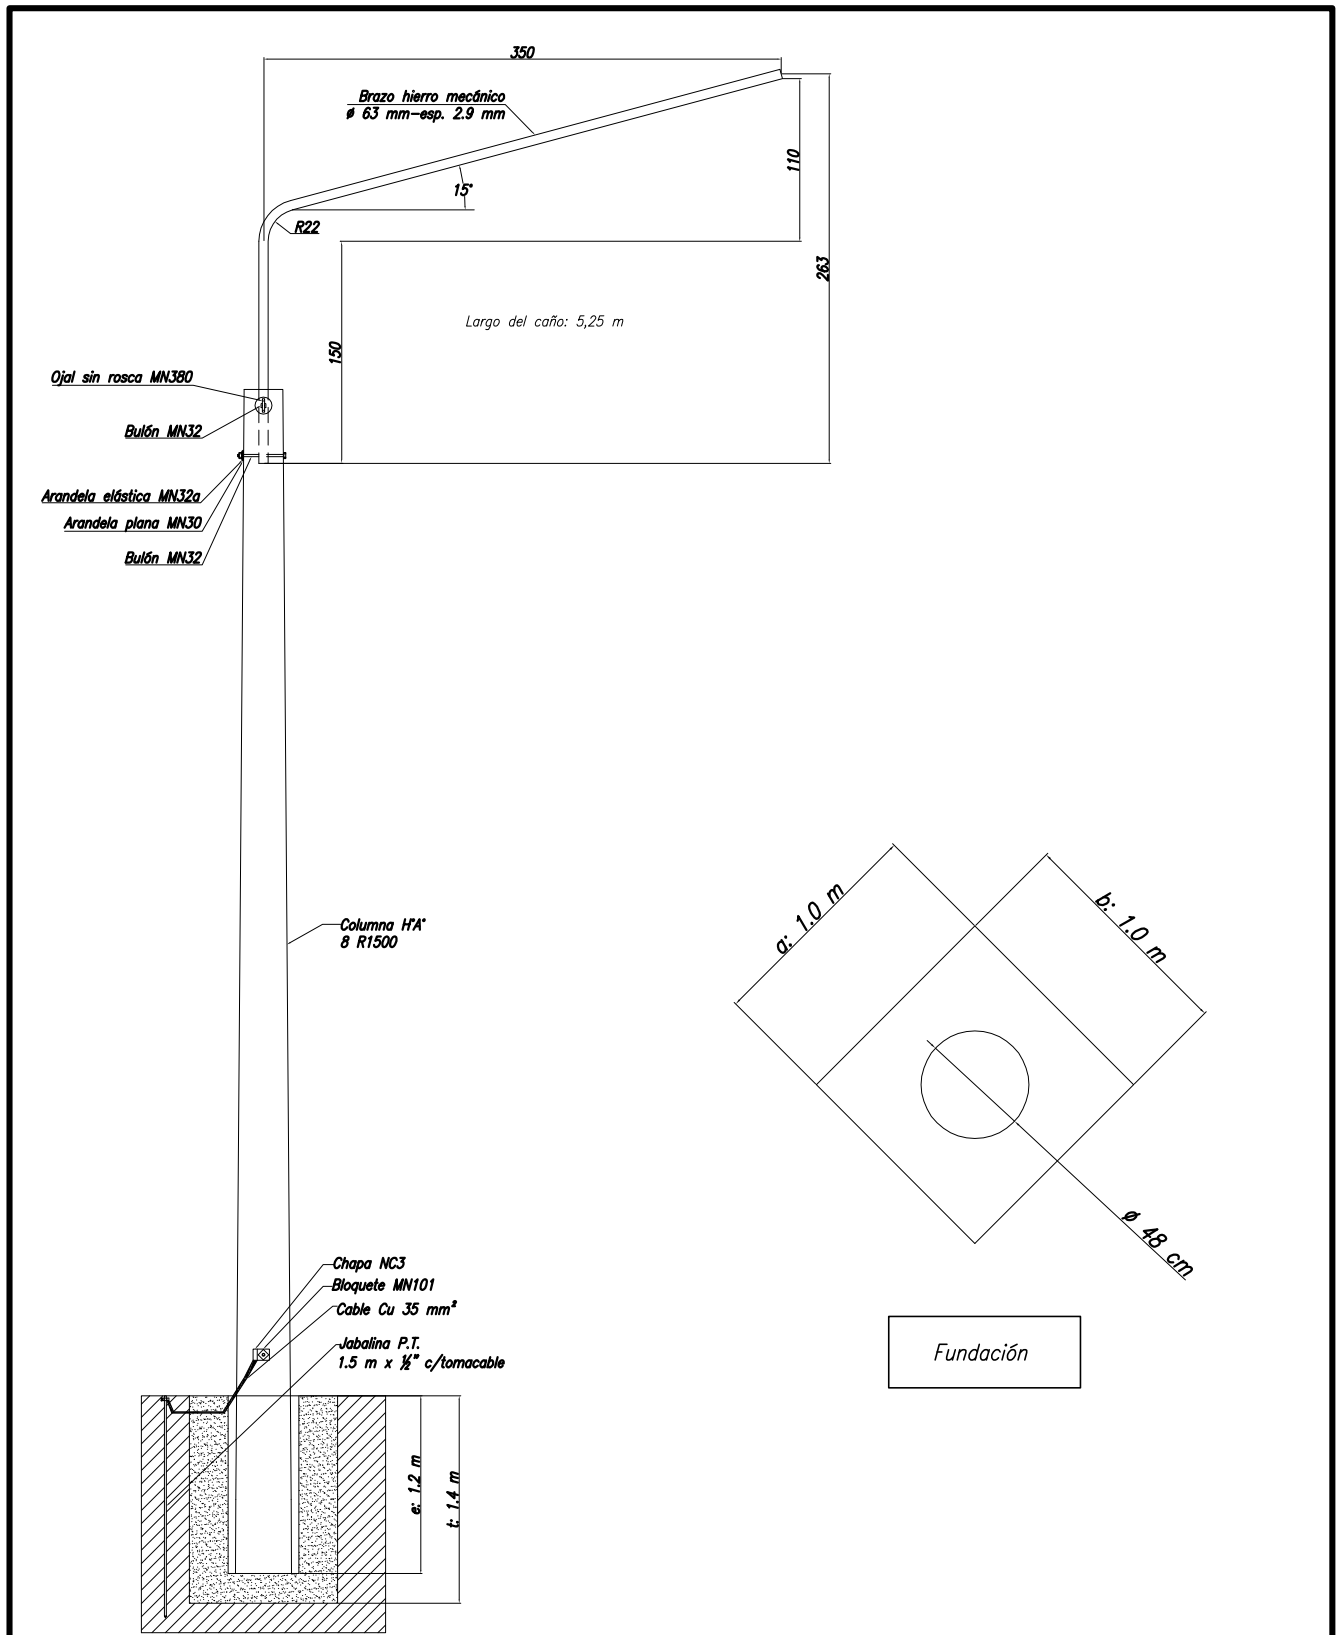 350
Brazo hierro mecánico
ø 63 mm-esp. 2.9 mm
110
15°
R22
263
Largo del caño: 5,25 m
150
Ojal sin rosca MN380
Bulón MN32
Arandela elástica MN32a
Arandela plana MN30
Bulón MN32
a: 1.0 m
b: 1.0 m
Columna H°A°
8 R1500
ø 48 cm
Chapa NC3
Bloquete MN101
Cable Cu 35 mm²
Jabalina P.T.
1.5 m x ½" c/tomacable
Fundación
e: 1.2 m
t: 1.4 m